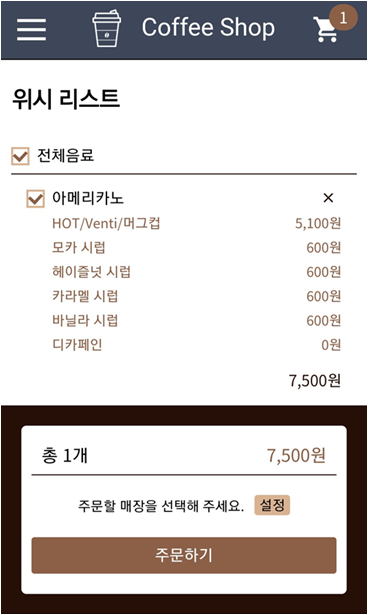 Coffee Shop 1
위시 리스트
전체음료
아메리카노 ×
HOT/Venti/머그컵 5,100원
모카 시럽 600원
헤이즐넛 시럽 600원
카라멜 시럽 600원
바닐라 시럽 600원
디카페인 0원
7,500원
총 1개 7,500원
주문할 매장을 선택해 주세요. 설정
주문하기